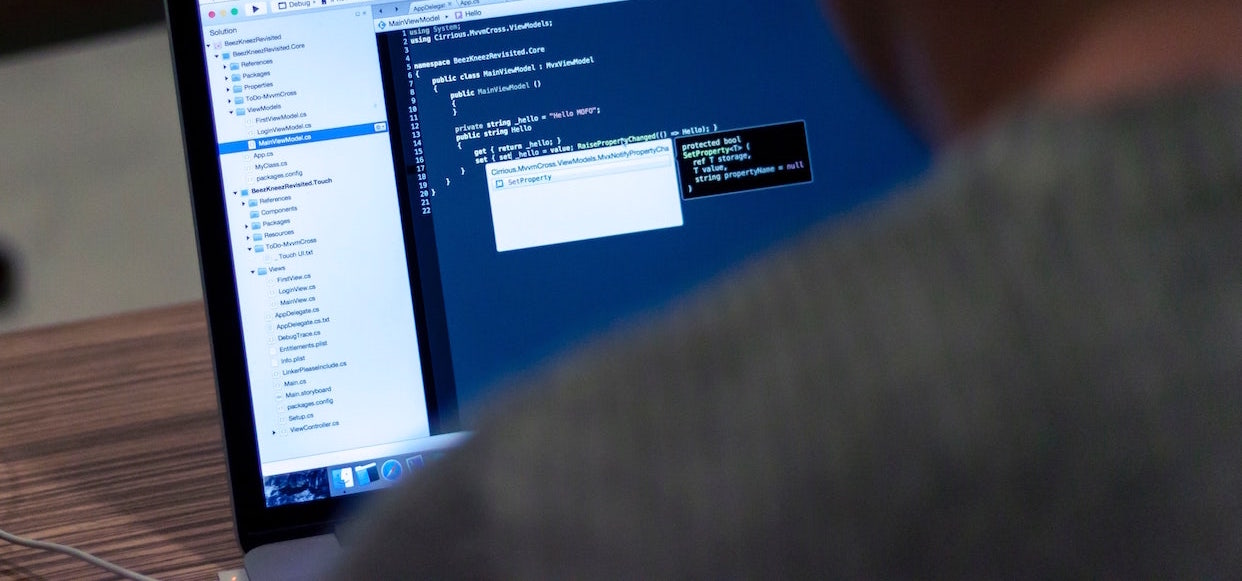 Debug
AppDelegat
App.cs
Solution
MainViewModel
Hello
BeezKneezRevisited
BeezKneezRevisited.Core
References
Packages
Properties
ToDo-MvvmCross
ViewModels
FirstViewModel.cs
LoginViewModel.cs
MainViewModel.cs
App.cs
MyClass.cs
packages.config
BeezKneezRevisited.Touch
References
Components
Packages
Resources
ToDo-MvvmCross
_ Touch UI.txt
Views
FirstView.cs
LoginView.cs
MainView.cs
AppDelegate.cs
AppDelegate.cs.txt
DebugTrace.cs
Entitlements.plist
Info.plist
LinkerPleaseInclude.cs
Main.cs
Main.storyboard
packages.config
Setup.cs
ViewController.cs
1 using System;
2 using Cirrious.MvvmCross.ViewModels;
3
4
5 namespace BeezKneezRevisited.Core
6 {
7 public class MainViewModel : MvxViewModel
8 {
9 public MainViewModel ()
10 {
11 }
12
13 private string _hello = "Hello MOFO";
14 public string Hello
15 {
16 get { return _hello; }
17 set { set _hello = value; RaisePropertyChanged(() => Hello); }
18 }
19 }
20 }
21
22
Cirrious.MvvmCross.ViewModels.MvxNotifyPropertyCha
SetProperty
protected bool
SetProperty<T> (
ref T storage,
T value,
string propertyName = null
)